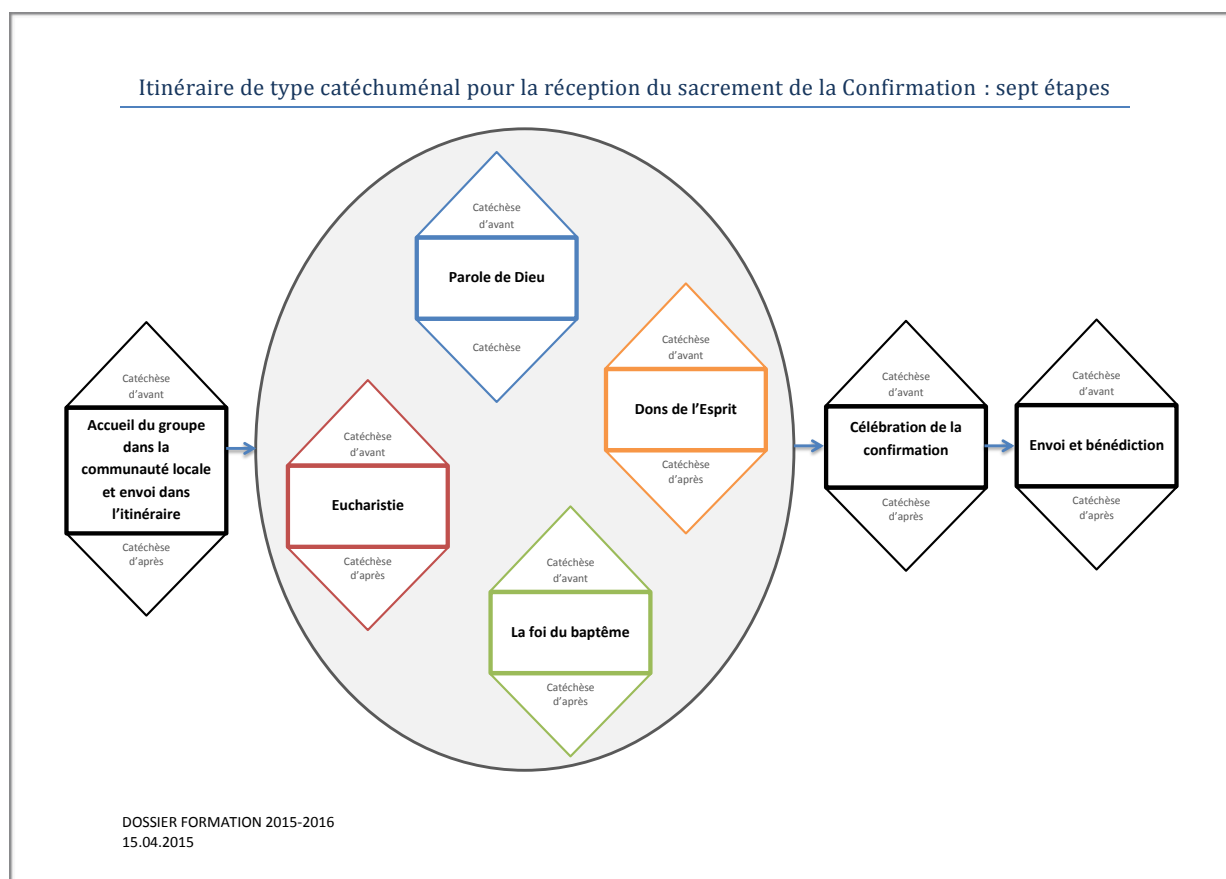 Itinéraire de type catéchuménal pour la réception du sacrement de la Confirmation : sept étapes
Catéchèse
d'avant
Accueil du groupe
dans la
communauté locale
et envoi dans
l'itinéraire
Catéchèse
d'après
Catéchèse
d'avant
Parole de Dieu
Catéchèse
Catéchèse
d'avant
Eucharistie
Catéchèse
d'après
Catéchèse
d'avant
Dons de l'Esprit
Catéchèse
d'après
Catéchèse
d'avant
La foi du baptême
Catéchèse
d'après
Catéchèse
d'avant
Célébration de la
confirmation
Catéchèse
d'après
Catéchèse
d'avant
Envoi et bénédiction
Catéchèse
d'après
DOSSIER FORMATION 2015-2016
15.04.2015